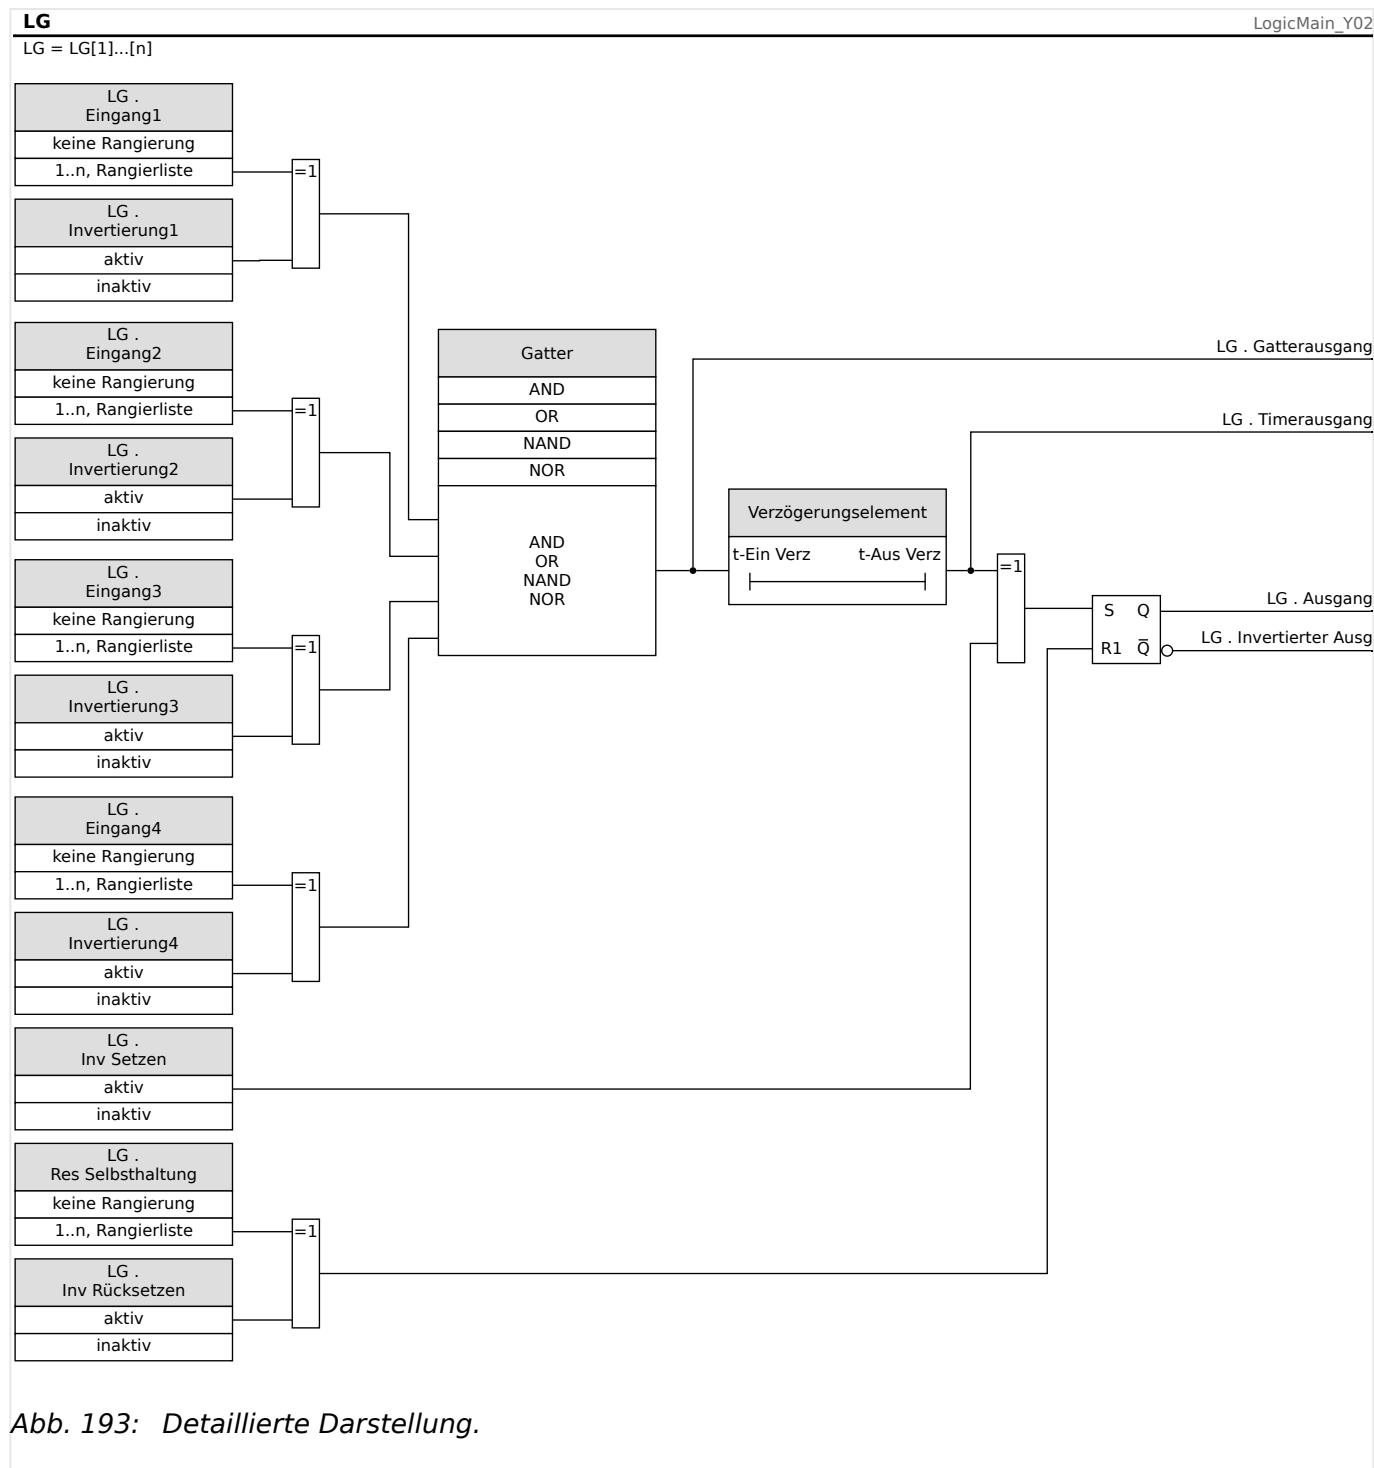 LG
LogicMain_Y02
LG = LG[1]...[n]
LG .
Eingang1
keine Rangierung
1..n, Rangierliste
=1
LG .
Invertierung1
aktiv
inaktiv
LG .
Eingang2
keine Rangierung
1..n, Rangierliste
=1
LG .
Invertierung2
aktiv
inaktiv
LG .
Eingang3
keine Rangierung
1..n, Rangierliste
=1
LG .
Invertierung3
aktiv
inaktiv
LG .
Eingang4
keine Rangierung
1..n, Rangierliste
=1
LG .
Invertierung4
aktiv
inaktiv
LG .
Inv Setzen
aktiv
inaktiv
LG .
Res Selbsthaltung
keine Rangierung
1..n, Rangierliste
=1
LG .
Inv Rücksetzen
aktiv
inaktiv
Gatter
AND
OR
NAND
NOR
AND
OR
NAND
NOR
Verzögerungselement
t-Ein Verz t-Aus Verz
=1
S Q
R1 Q̅
LG . Gatterausgang
LG . Timerausgang
LG . Ausgang
LG . Invertierter Ausg
Abb. 193: Detaillierte Darstellung.